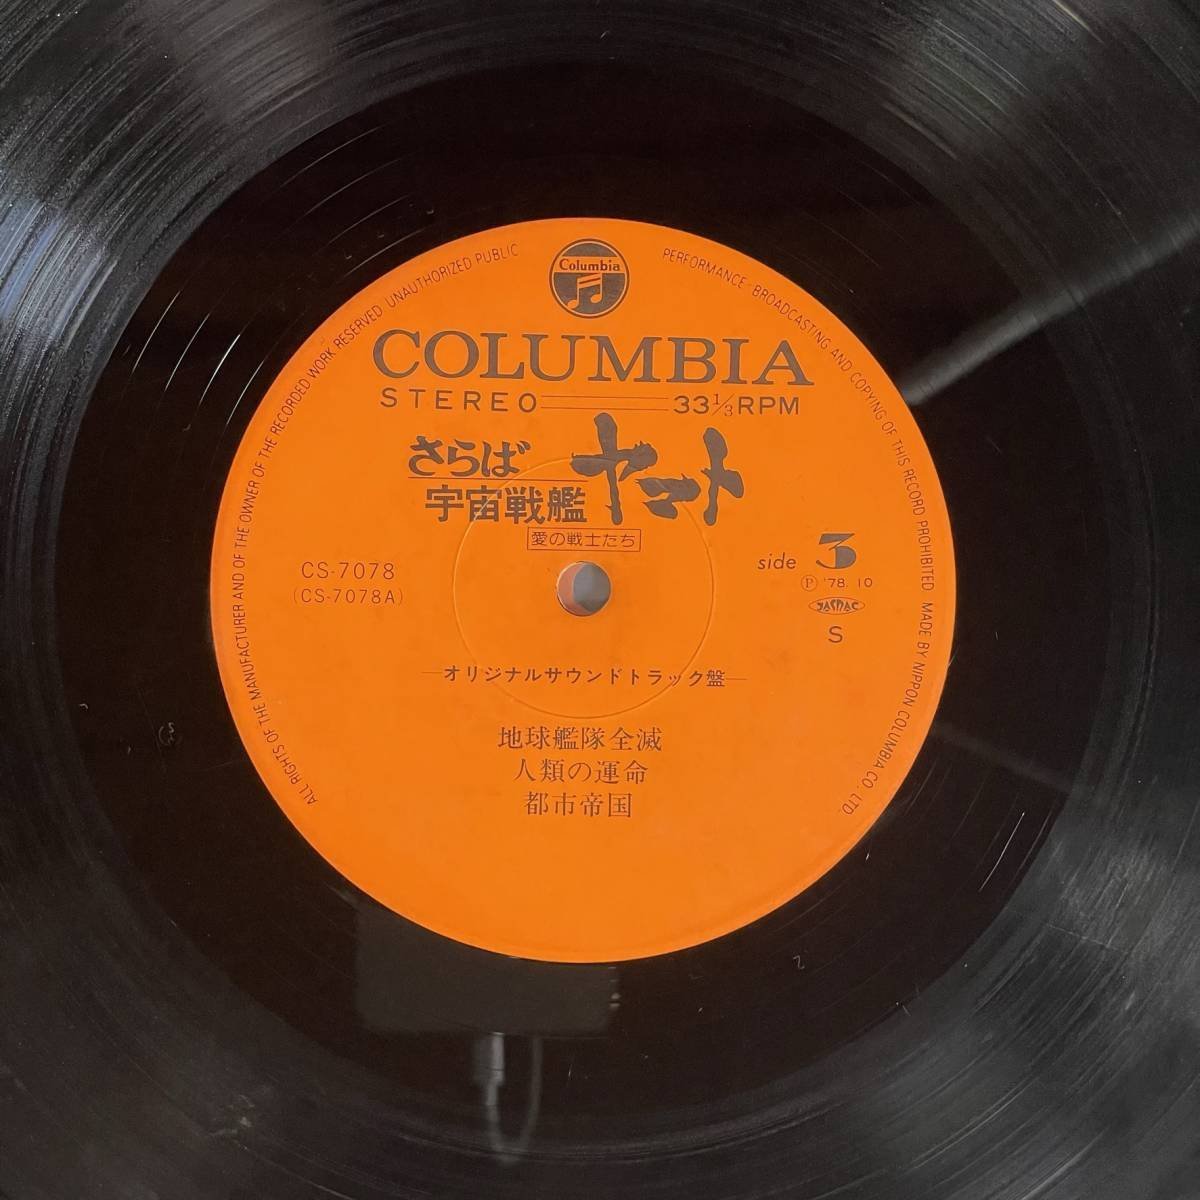 ALL RIGHTS OF THE MANUFACTURER AND OF THE OWNER OF THE RECORDED WORK RESERVED UNAUTHORIZED PUBLIC PERFORMANCE-BROADCASTING AND COPYING OF THIS RECORD PROHIBITED MADE BY NIPPON COLUMBIA CO., LTD.
Columbia
COLUMBIA
STEREO 33 1/3 RPM
さらば
宇宙戦艦
ヤマト
愛の戦士たち
CS-7078
(CS-7078A)
side 3
Ⓟ '78. 10
JASRAC
S
オリジナルサウンドトラック盤
地球艦隊全滅
人類の運命
都市帝国